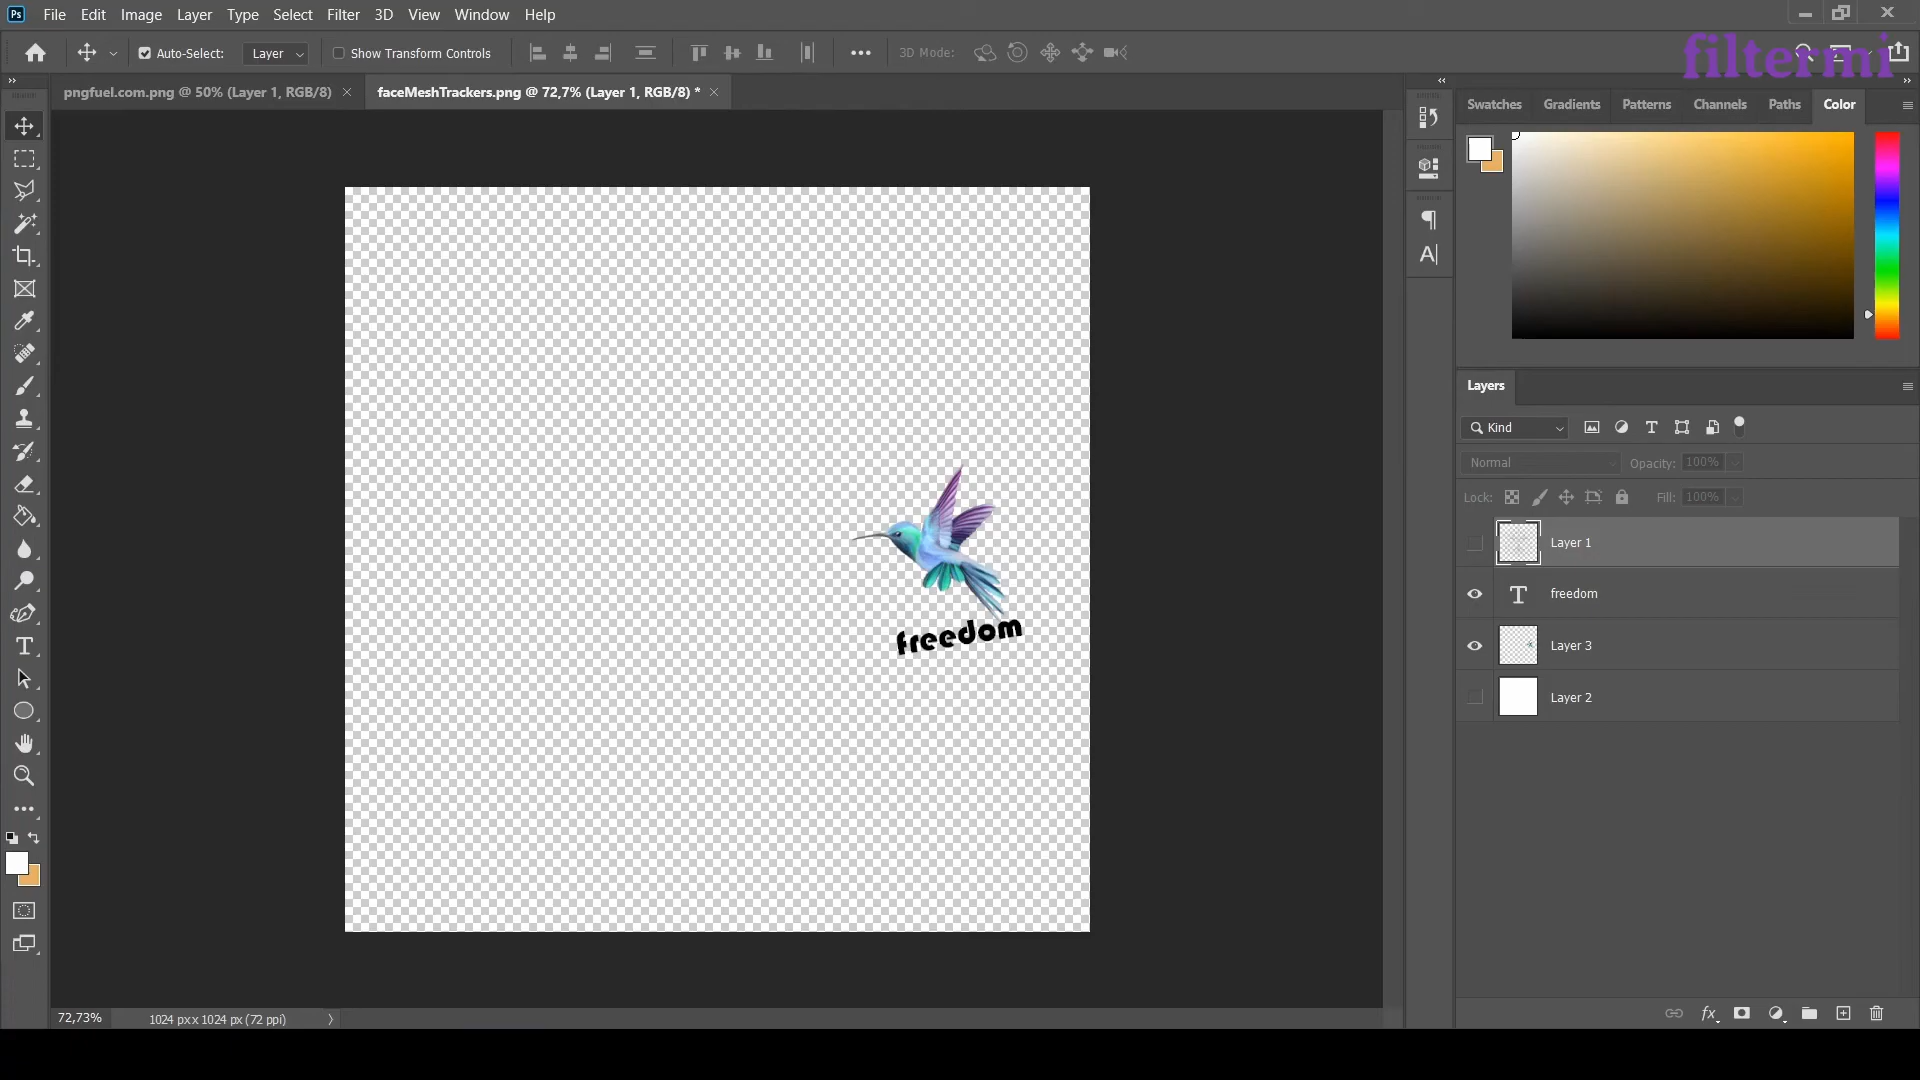 Ps File Edit Image Layer Type Select Filter 3D View Window Help
Auto-Select: Layer Show Transform Controls 3D Mode:
filtermi
pngfuel.com.png @ 50% (Layer 1, RGB/8) faceMeshTrackers.png @ 72,7% (Layer 1, RGB/8) *
Swatches Gradients Patterns Channels Paths Color
Layers
Kind
Normal Opacity: 100%
Lock: Fill: 100%
Layer 1
freedom
Layer 3
Layer 2
freedom
72,73% 1024 px x 1024 px (72 ppi)